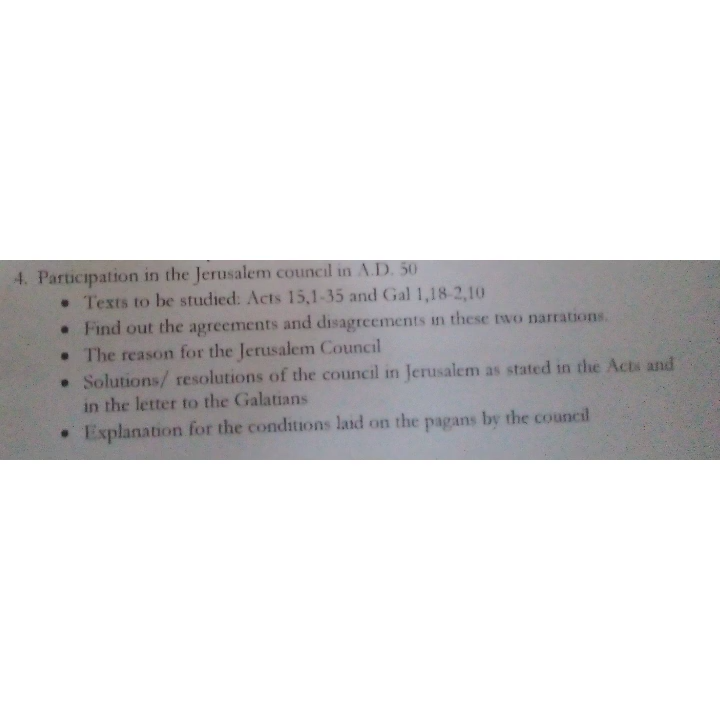 4. Participation in the Jerusalem council in A.D. 50
• Texts to be studied: Acts 15,1-35 and Gal 1,18-2,10
• Find out the agreements and disagreements in these two narrations.
• The reason for the Jerusalem Council
• Solutions/ resolutions of the council in Jerusalem as stated in the Acts and
in the letter to the Galatians
• Explanation for the conditions laid on the pagans by the council